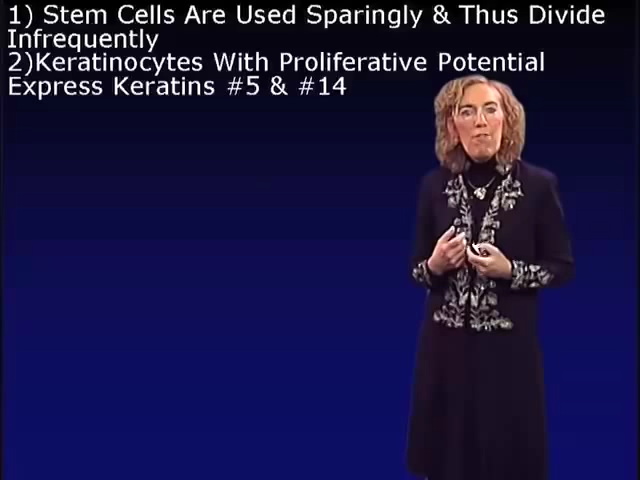 1) Stem Cells Are Used Sparingly & Thus Divide
Infrequently
2)Keratinocytes With Proliferative Potential
Express Keratins #5 & #14